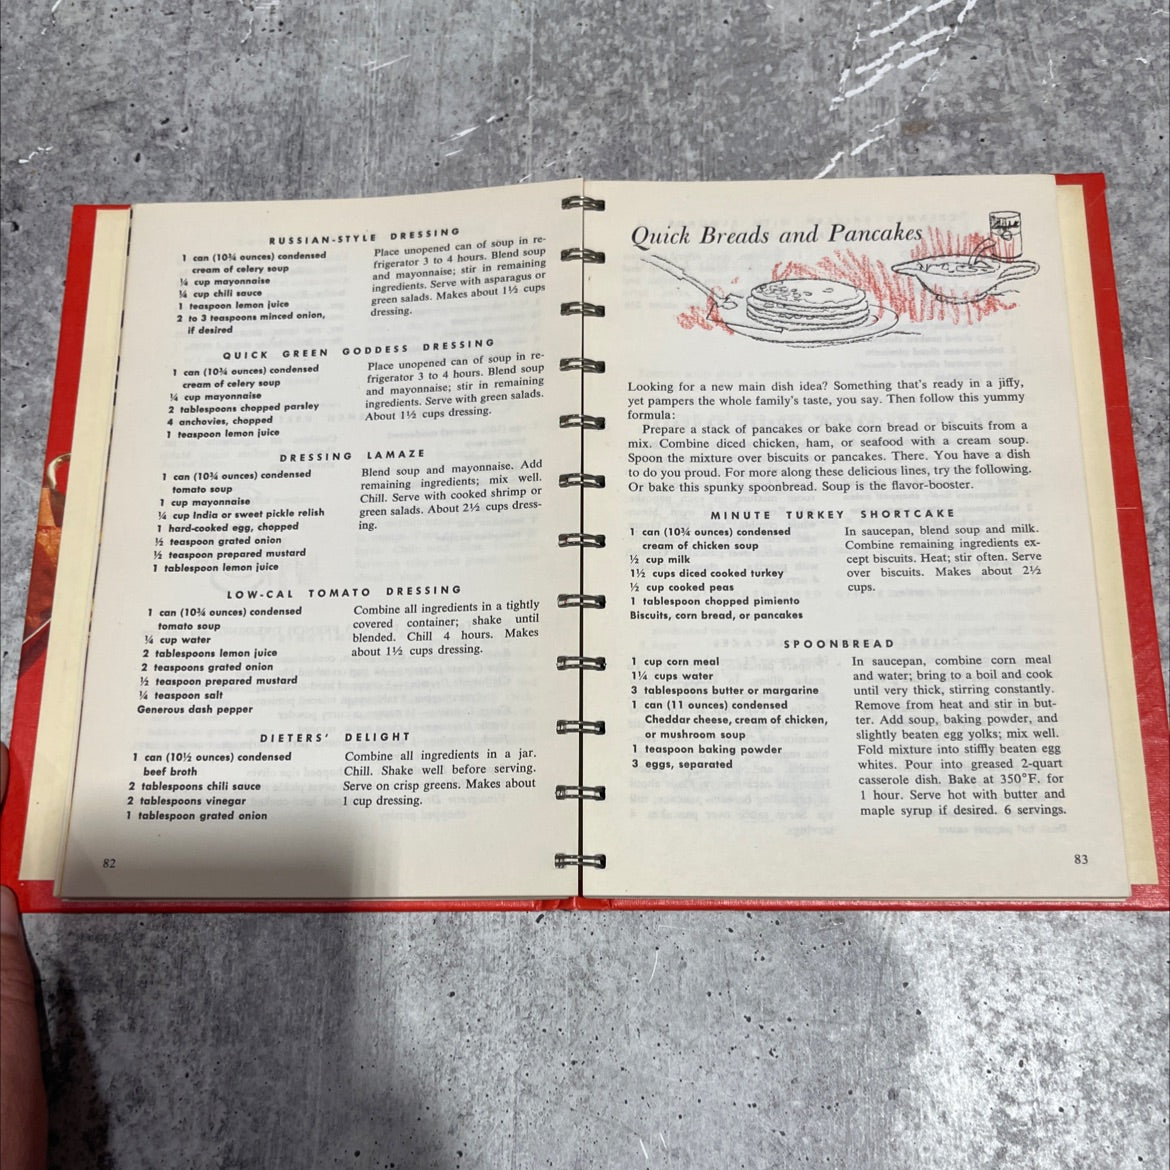 RUSSIAN-STYLE DRESSING
1 can (10¾ ounces) condensed
cream of celery soup
¼ cup mayonnaise
¼ cup chili sauce
1 teaspoon lemon juice
2 to 3 teaspoons minced onion,
if desired
Place unopened can of soup in re-
frigerator 3 to 4 hours. Blend soup
and mayonnaise; stir in remaining
ingredients. Serve with asparagus or
green salads. Makes about 1½ cups
dressing.
QUICK GREEN GODDESS DRESSING
1 can (10¾ ounces) condensed
cream of celery soup
¼ cup mayonnaise
2 tablespoons chopped parsley
4 anchovies, chopped
1 teaspoon lemon juice
Place unopened can of soup in re-
frigerator 3 to 4 hours. Blend soup
and mayonnaise; stir in remaining
ingredients. Serve with green salads.
About 1½ cups dressing.
DRESSING LAMAZE
1 can (10¾ ounces) condensed
tomato soup
1 cup mayonnaise
¼ cup India or sweet pickle relish
1 hard-cooked egg, chopped
½ teaspoon grated onion
½ teaspoon prepared mustard
1 tablespoon lemon juice
Blend soup and mayonnaise. Add
remaining ingredients; mix well.
Chill. Serve with cooked shrimp or
green salads. About 2½ cups dress-
ing.
LOW-CAL TOMATO DRESSING
1 can (10¾ ounces) condensed
tomato soup
¼ cup water
2 tablespoons lemon juice
2 teaspoons grated onion
½ teaspoon prepared mustard
¼ teaspoon salt
Generous dash pepper
Combine all ingredients in a tightly
covered container; shake until
blended. Chill 4 hours. Makes
about 1½ cups dressing.
DIETERS' DELIGHT
1 can (10½ ounces) condensed
beef broth
2 tablespoons chili sauce
2 tablespoons vinegar
1 tablespoon grated onion
Combine all ingredients in a jar.
Chill. Shake well before serving.
Serve on crisp greens. Makes about
1 cup dressing.
82
Quick Breads and Pancakes
Looking for a new main dish idea? Something that's ready in a jiffy,
yet pampers the whole family's taste, you say. Then follow this yummy
formula:
Prepare a stack of pancakes or bake corn bread or biscuits from a
mix. Combine diced chicken, ham, or seafood with a cream soup.
Spoon the mixture over biscuits or pancakes. There. You have a dish
to do you proud. For more along these delicious lines, try the following.
Or bake this spunky spoonbread. Soup is the flavor-booster.
MINUTE TURKEY SHORTCAKE
1 can (10¾ ounces) condensed
cream of chicken soup
½ cup milk
1½ cups diced cooked turkey
½ cup cooked peas
1 tablespoon chopped pimiento
Biscuits, corn bread, or pancakes
In saucepan, blend soup and milk.
Combine remaining ingredients ex-
cept biscuits. Heat; stir often. Serve
over biscuits. Makes about 2½
cups.
SPOONBREAD
1 cup corn meal
1¼ cups water
3 tablespoons butter or margarine
1 can (11 ounces) condensed
Cheddar cheese, cream of chicken,
or mushroom soup
1 teaspoon baking powder
3 eggs, separated
In saucepan, combine corn meal
and water; bring to a boil and cook
until very thick, stirring constantly.
Remove from heat and stir in but-
ter. Add soup, baking powder, and
slightly beaten egg yolks; mix well.
Fold mixture into stiffly beaten egg
whites. Pour into greased 2-quart
casserole dish. Bake at 350°F. for
1 hour. Serve hot with butter and
maple syrup if desired. 6 servings.
83